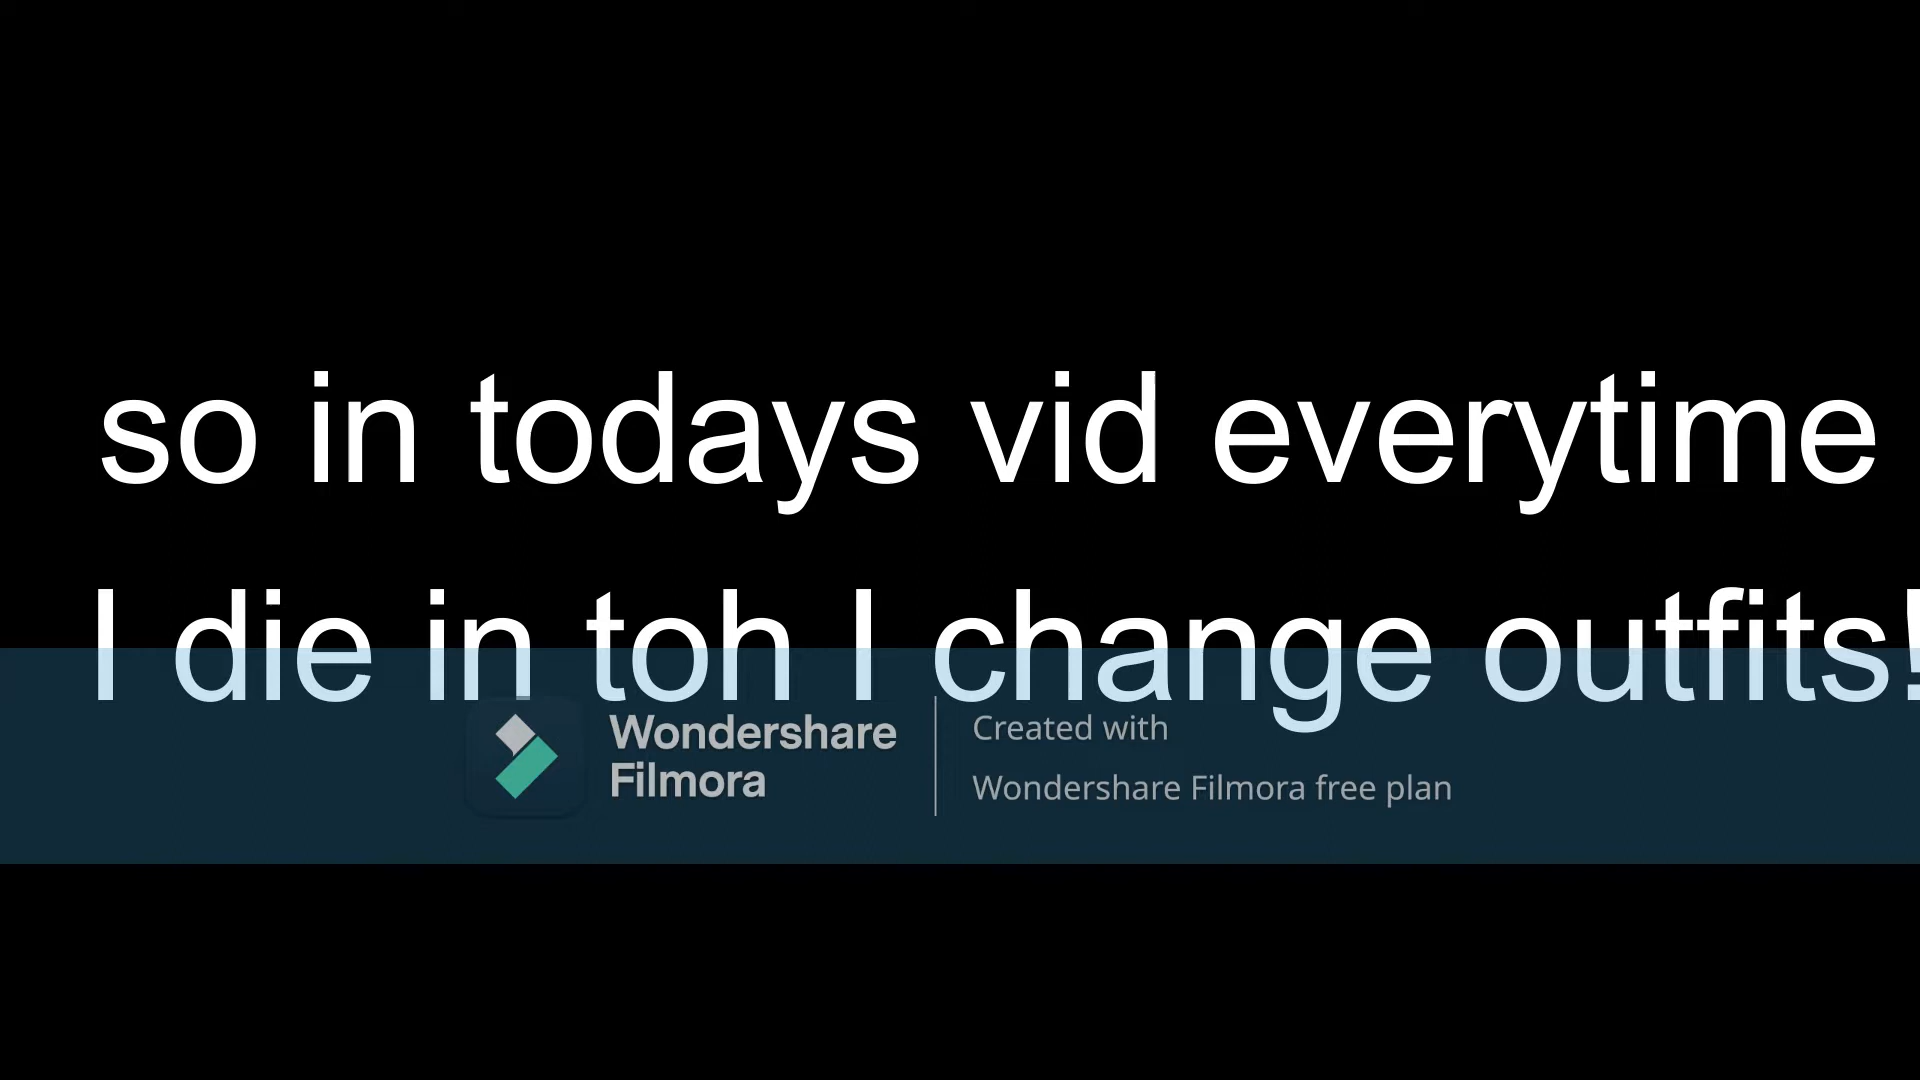 so in todays vid everytime
I die in toh I change outfits!
Wondershare
Filmora
Created with
Wondershare Filmora free plan